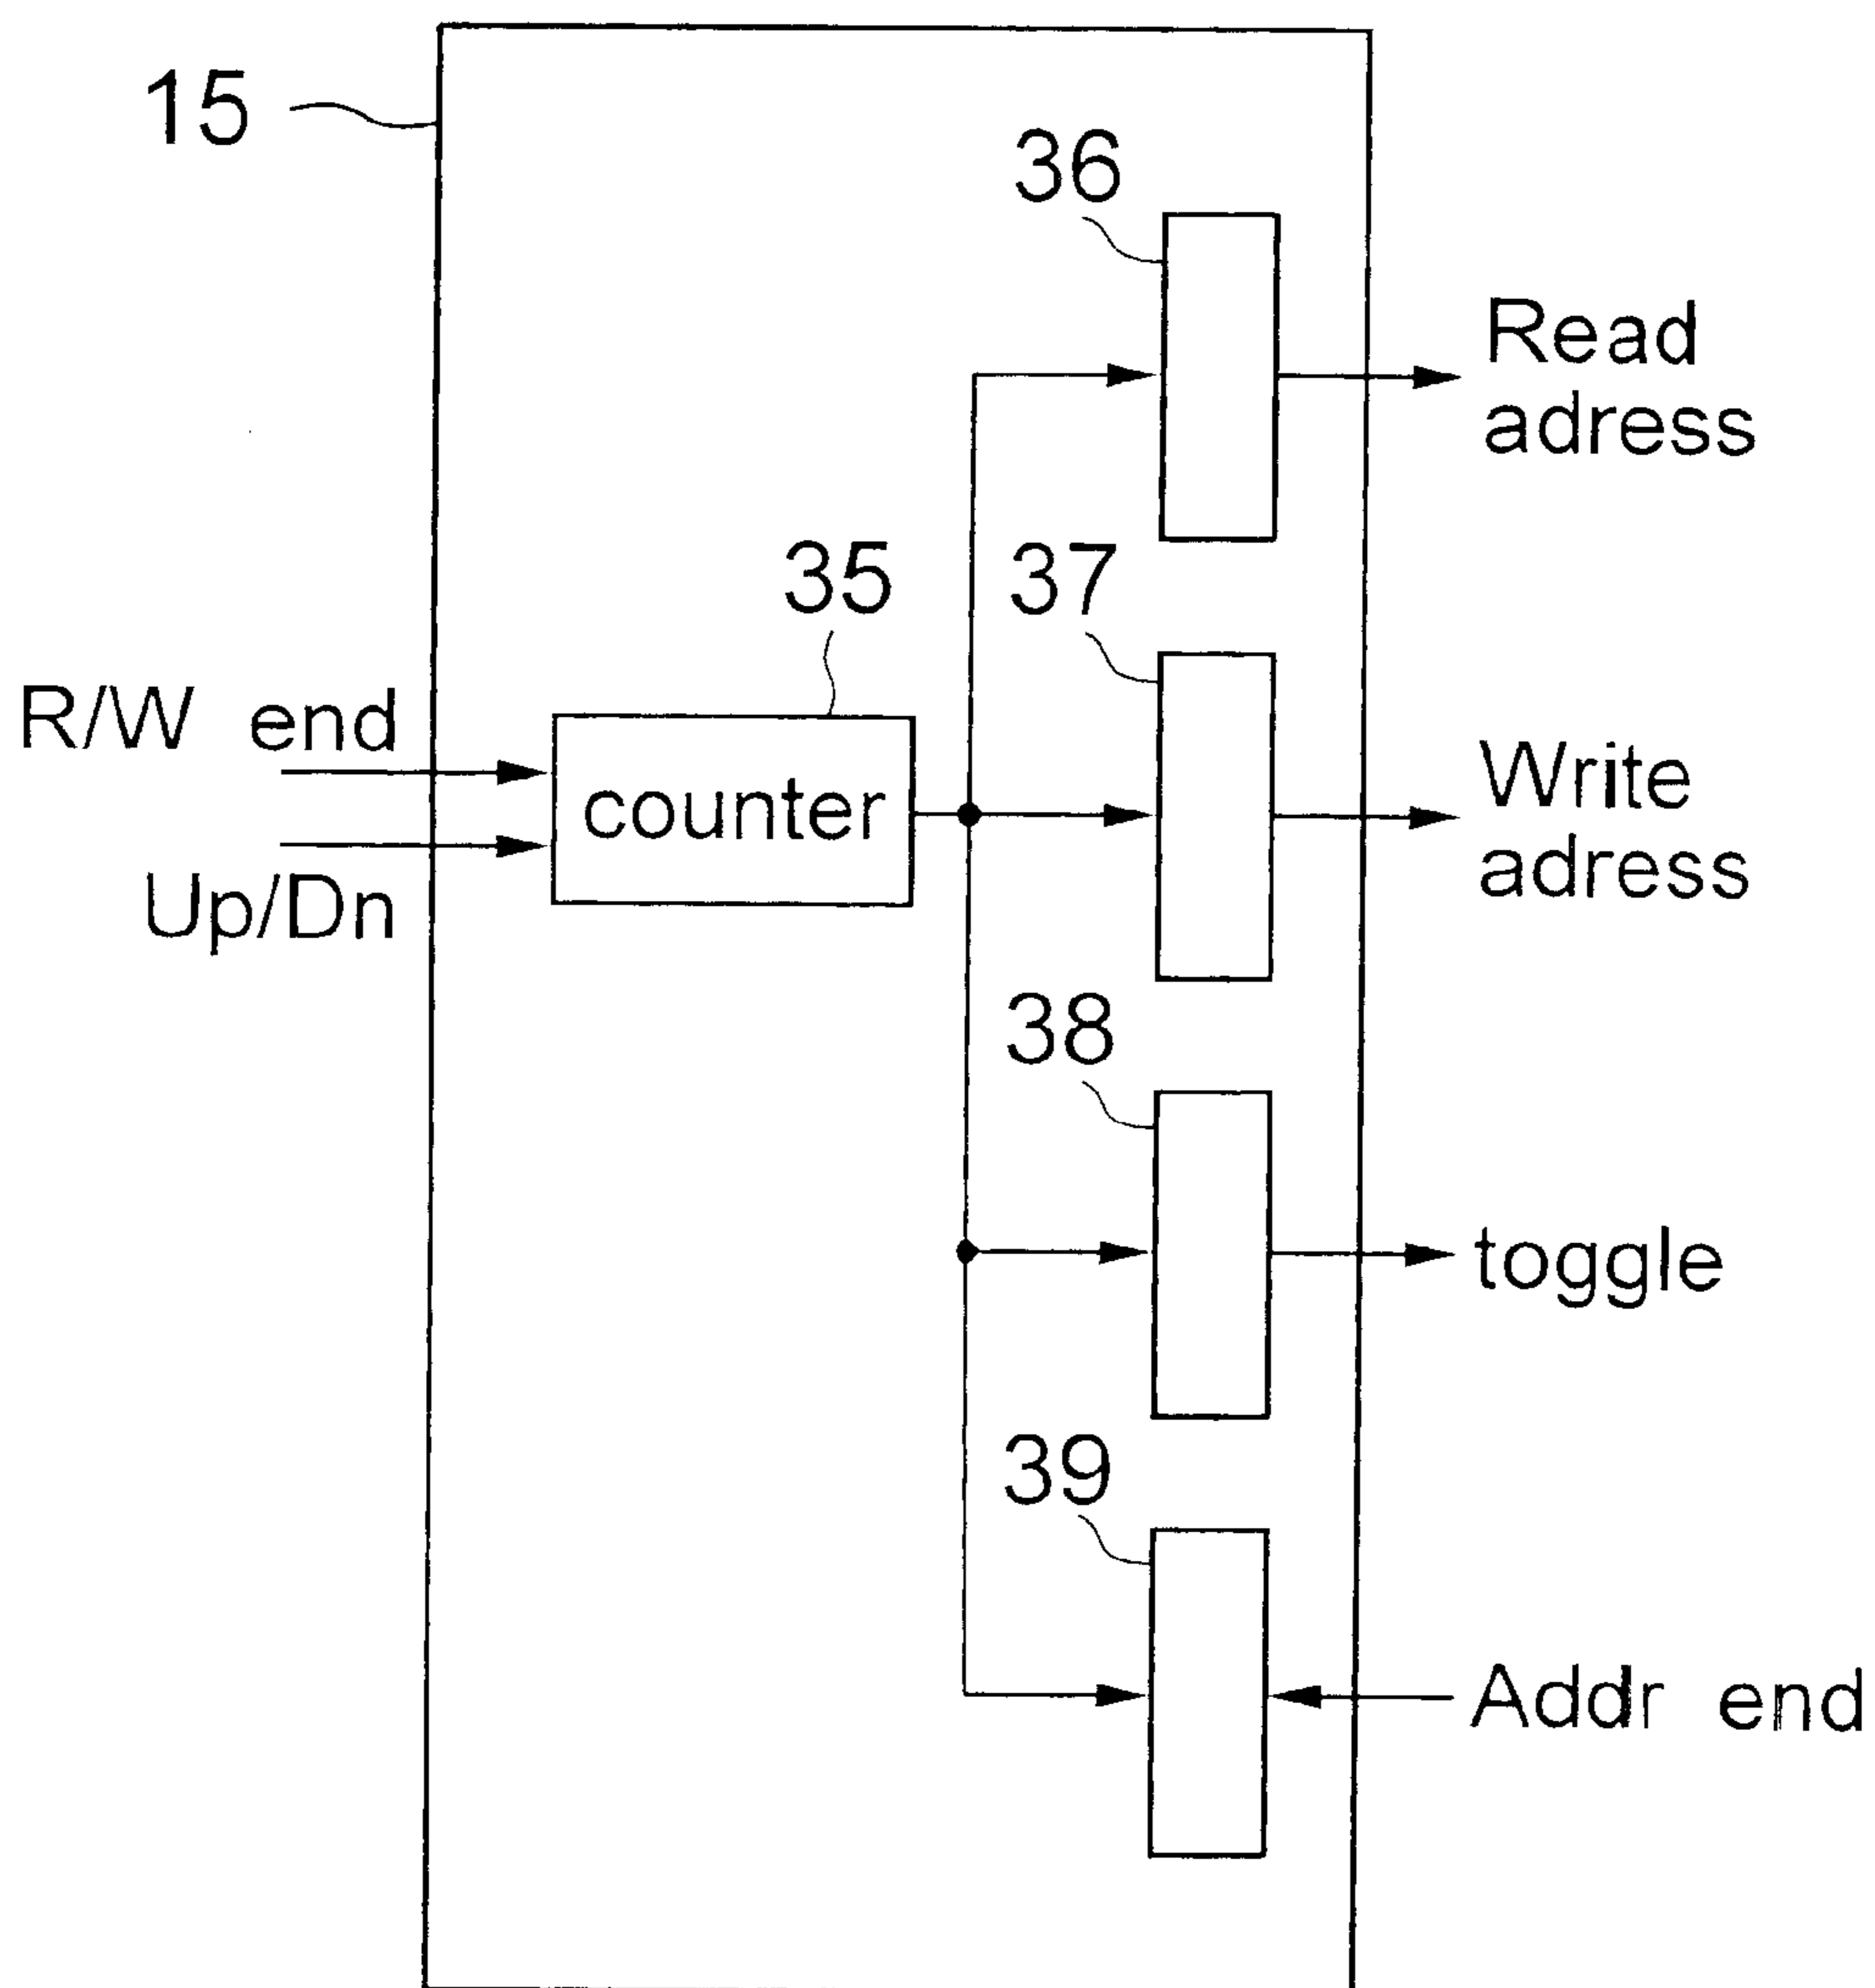 15
36
Read
adress
35
37
R/W end
counter
Write
adress
Up/Dn
38
toggle
39
Addr end